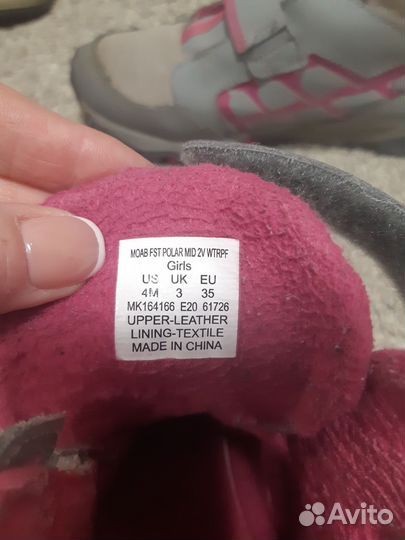 MOAB FST POLAR MID 2V WTRPF
Girls
US UK EU
4M 3 35
MK164166 E20 61726
UPPER-LEATHER
LINING-TEXTILE
MADE IN CHINA
Avito